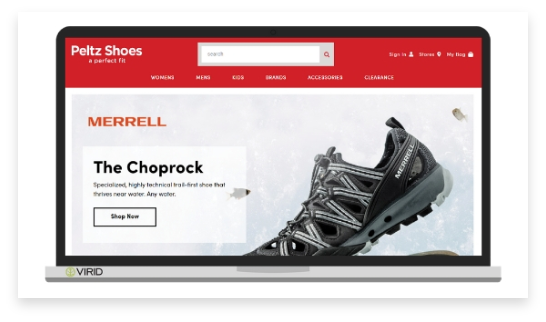 Peltz Shoes
a perfect fit
search
Sign In
Stores
My Bag
WOMENS
MENS
KIDS
BRANDS
ACCESSORIES
CLEARANCE
MERRELL
The Choprock
Specialized, highly technical trail-first shoe that
thrives near water. Any water.
Shop Now
MERRELL
VIRID